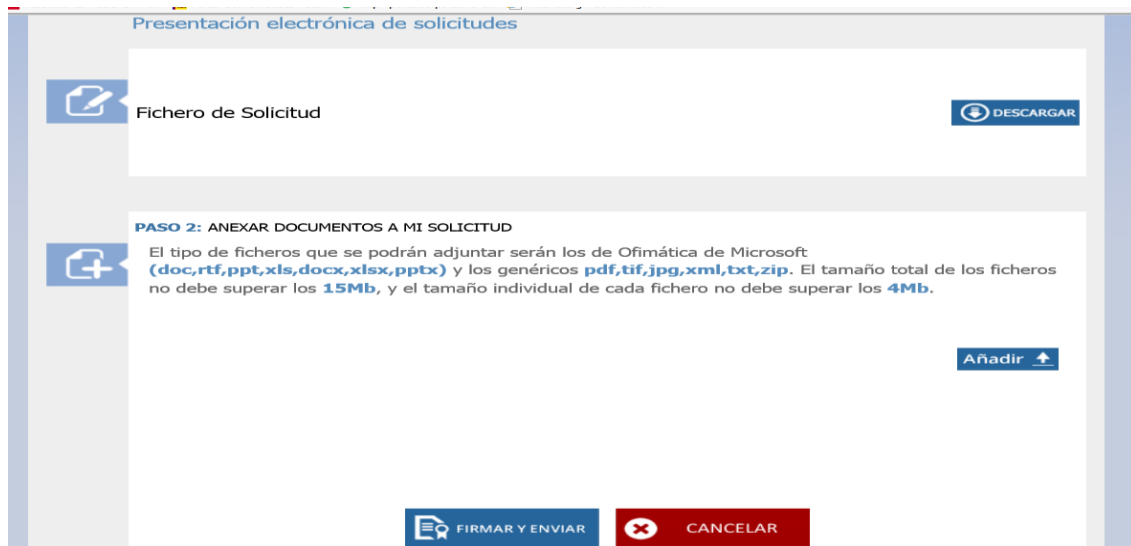 Presentación electrónica de solicitudes
Fichero de Solicitud
DESCARGAR
PASO 2: ANEXAR DOCUMENTOS A MI SOLICITUD
El tipo de ficheros que se podrán adjuntar serán los de Ofimática de Microsoft
(doc,rtf,ppt,xls,docx,xlsx,pptx) y los genéricos pdf,tif,jpg,xml,txt,zip. El tamaño total de los ficheros
no debe superar los 15Mb, y el tamaño individual de cada fichero no debe superar los 4Mb.
Añadir
FIRMAR Y ENVIAR
CANCELAR